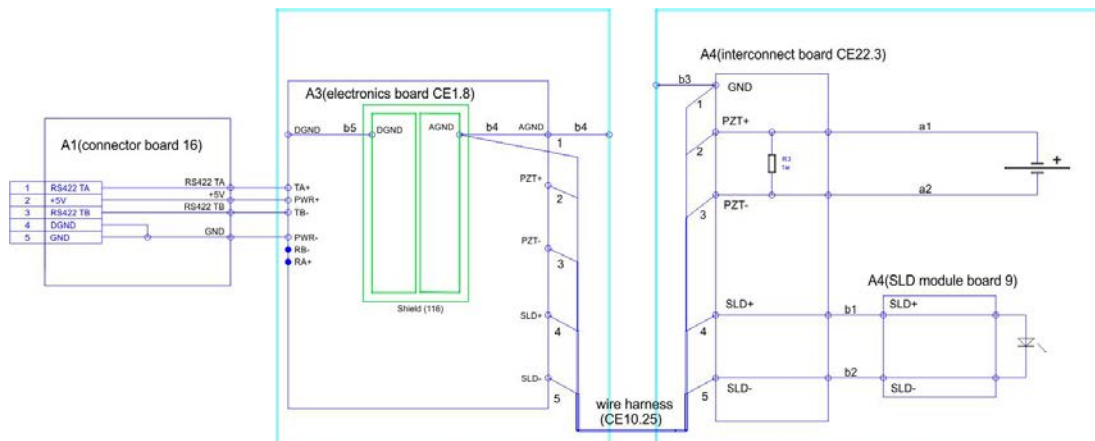 A4(interconnect board CE22.3)
A3(electronics board CE1.8)
A1(connector board 16)
DGND
b5
DGND
AGND
b4
AGND
b4
b3
GND
1
1
PZT+
2
a1
R3
1M
+
a2
PZT-
3
1 RS422 TA
2 +5V
3 RS422 TB
4 DGND
5 GND
RS422 TA
+5V
RS422 TB
GND
TA+
PWR+
TB-
PWR-
RB-
RA+
PZT+
2
PZT-
3
Shield (116)
SLD+
4
SLD-
5
wire harness
(CE10.25)
SLD+
4
SLD-
5
b1
b2
A4(SLD module board 9)
SLD+
SLD-